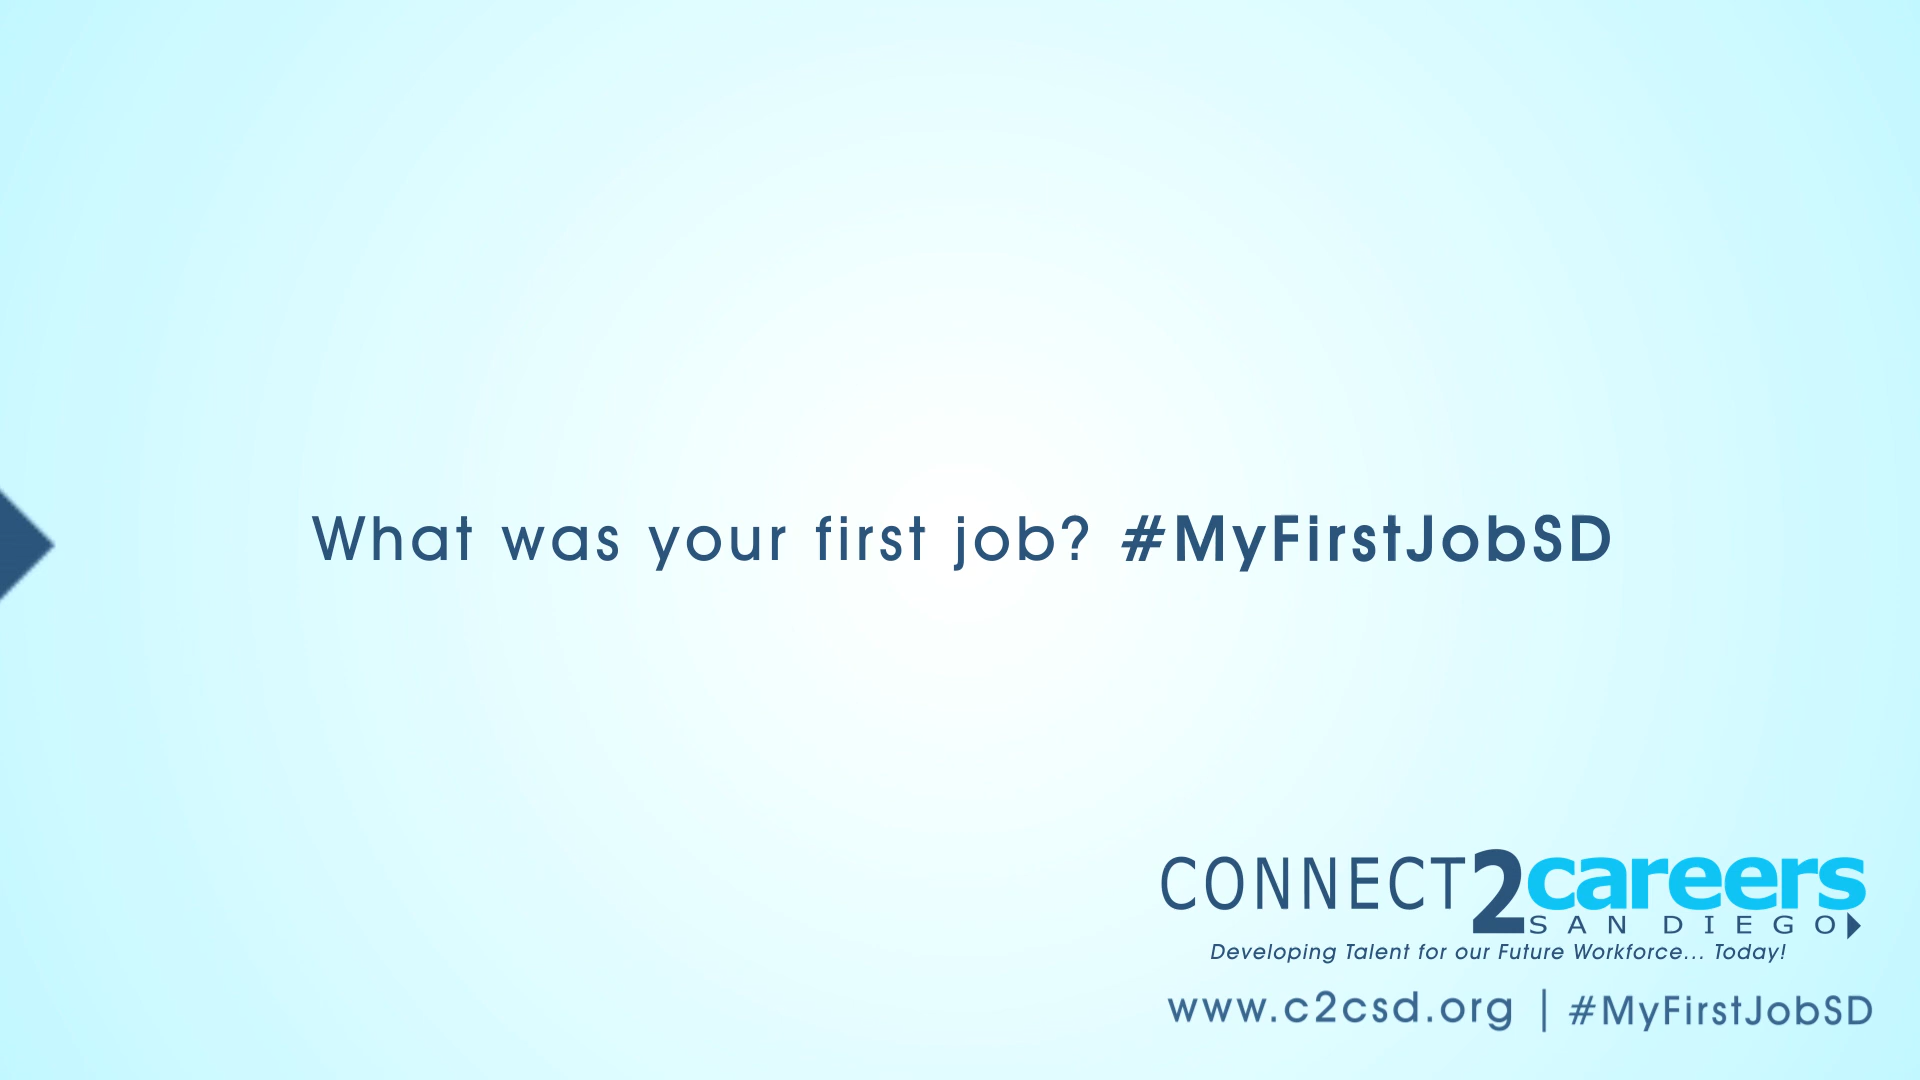 What was your first job? #MyFirstJobSD
CONNECT2careers
SAN DIEGO
Developing Talent for our Future Workforce... Today!
www.c2csd.org | #MyFirstJobSD